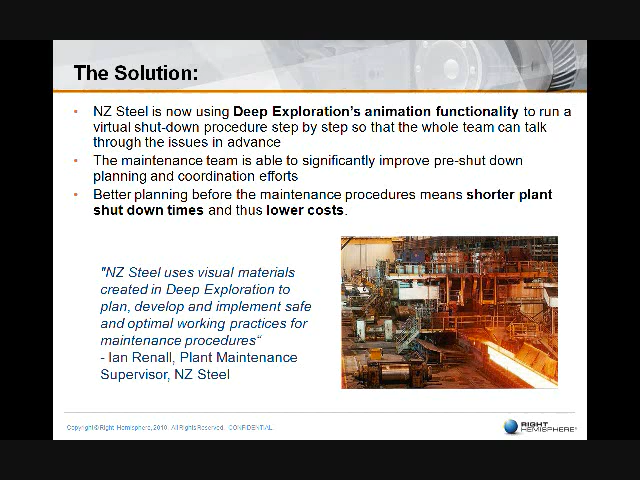 The Solution:
• NZ Steel is now using Deep Exploration's animation functionality to run a
virtual shut-down procedure step by step so that the whole team can talk
through the issues in advance
• The maintenance team is able to significantly improve pre-shut down
planning and coordination efforts
• Better planning before the maintenance procedures means shorter plant
shut down times and thus lower costs.
"NZ Steel uses visual materials
created in Deep Exploration to
plan, develop and implement safe
and optimal working practices for
maintenance procedures“
- Ian Renall, Plant Maintenance
Supervisor, NZ Steel
Copyright © Right Hemisphere, 2010 All Rights Reserved. CONFIDENTIAL
RIGHT
HEMISPHERE®